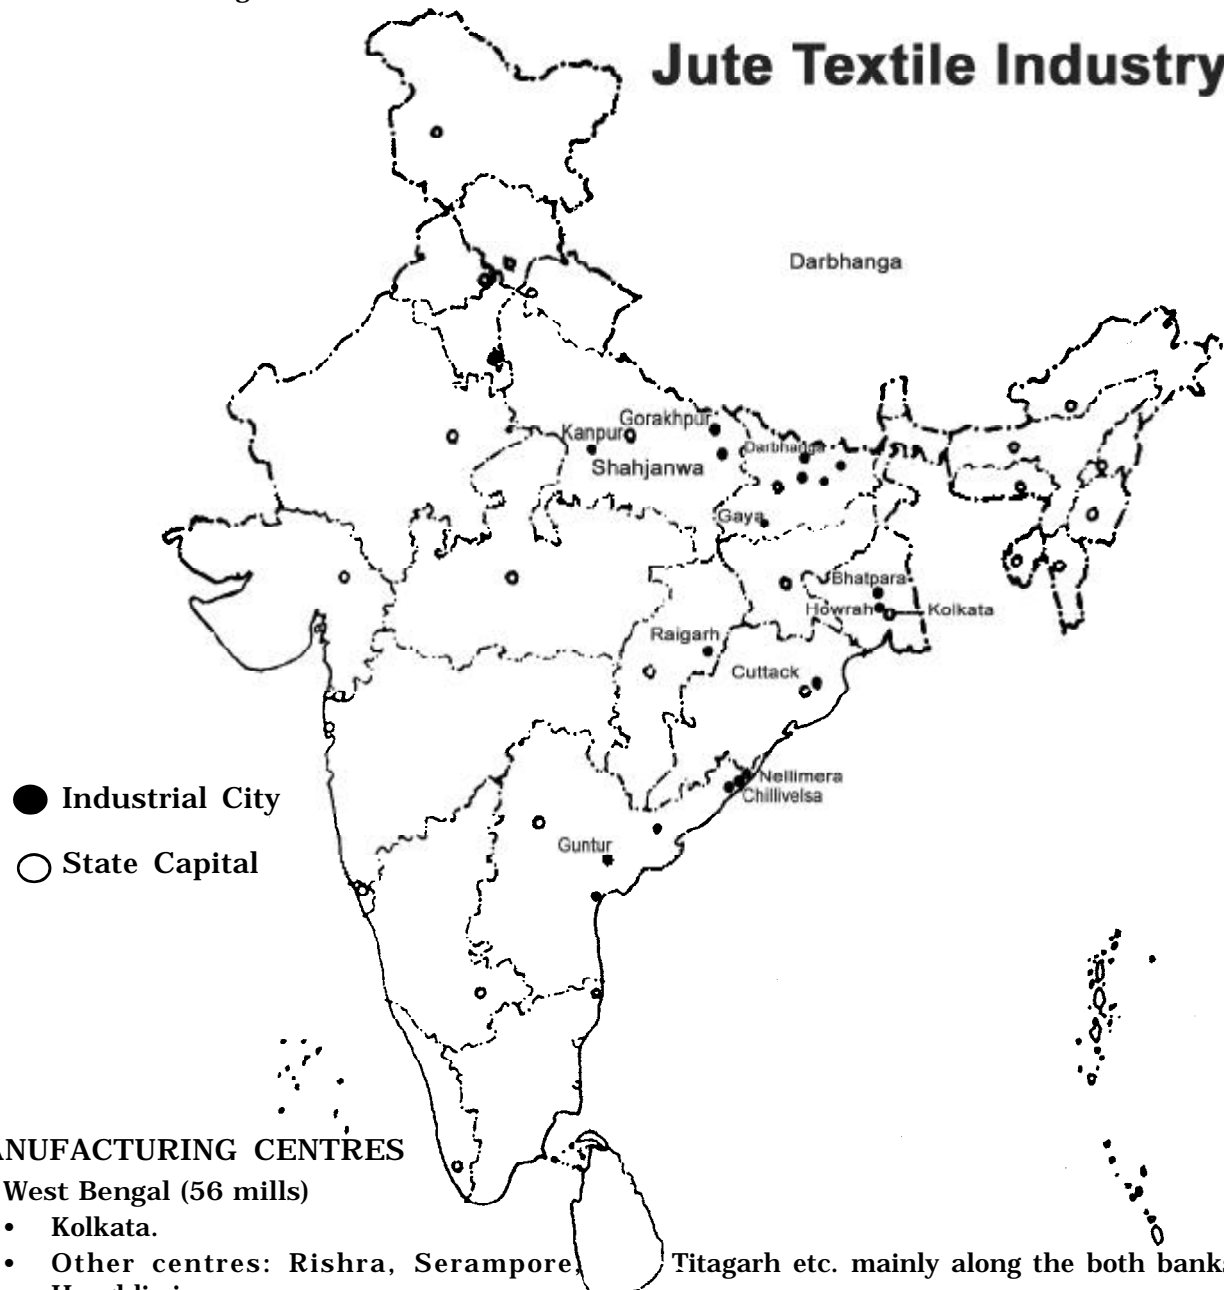 Jute Textile Industry
Darbhanga
Gorakhpur
Kanpur
Darbhanga
Shahjanwa
Gaya
Bhatpara
Howrah
Kolkata
Raigarh
Cuttack
Nellimera
Chillivelsa
Industrial City
Guntur
State Capital
ANUFACTURING CENTRES
West Bengal (56 mills)
• Kolkata.
• Other centres: Rishra, Serampore, Titagarh etc. mainly along the both banks